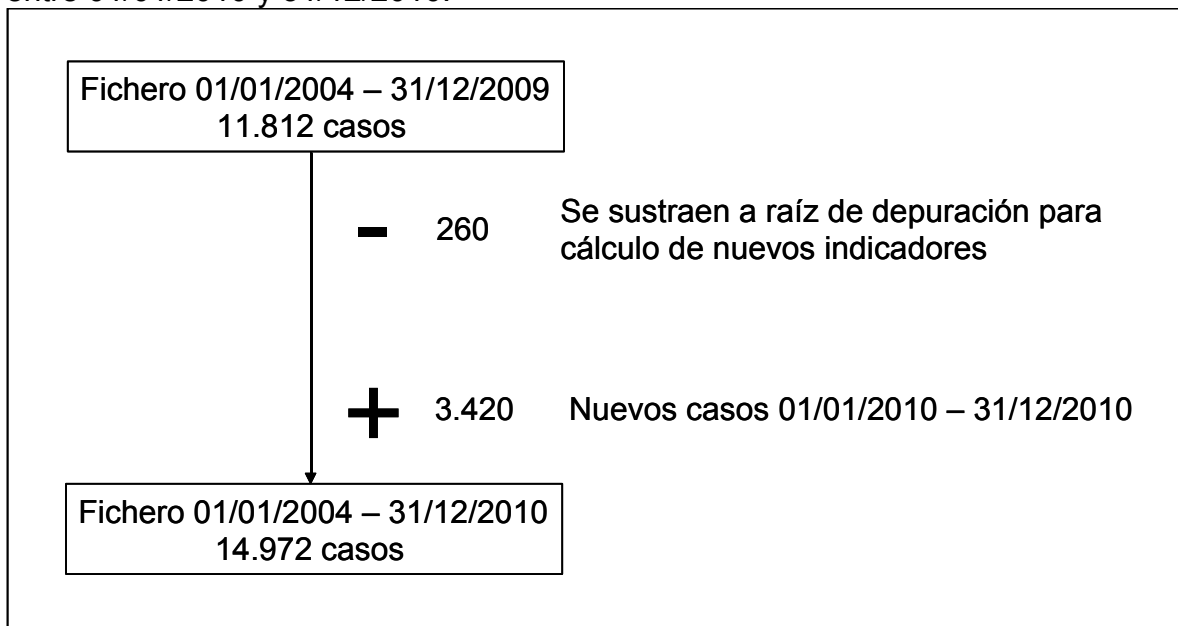 Fichero 01/01/2004 – 31/12/2009
11.812 casos
- 260 Se sustraen a raíz de depuración para
cálculo de nuevos indicadores
+ 3.420 Nuevos casos 01/01/2010 – 31/12/2010
Fichero 01/01/2004 – 31/12/2010
14.972 casos